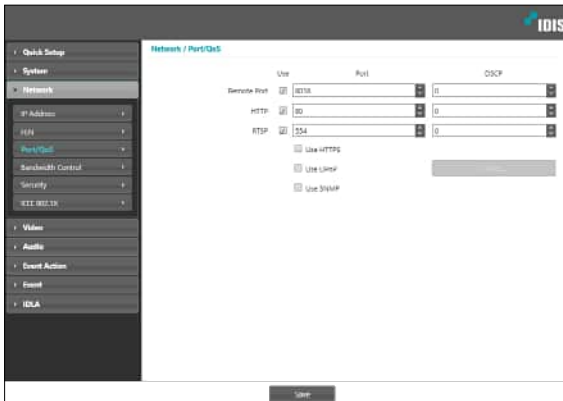 IDIS
Quick Setup
System
Network
IP Address
Port/QoS
Bandwidth Control
Security
IEEE 802.1X
Video
Audio
Event Action
Event
IDLA
Network / Port/QoS
Use Port DSCP
Remote Port 8016 0
HTTP 80 0
RTSP 554 0
Use HTTPS
Use UPnP
Use SNMP
Save